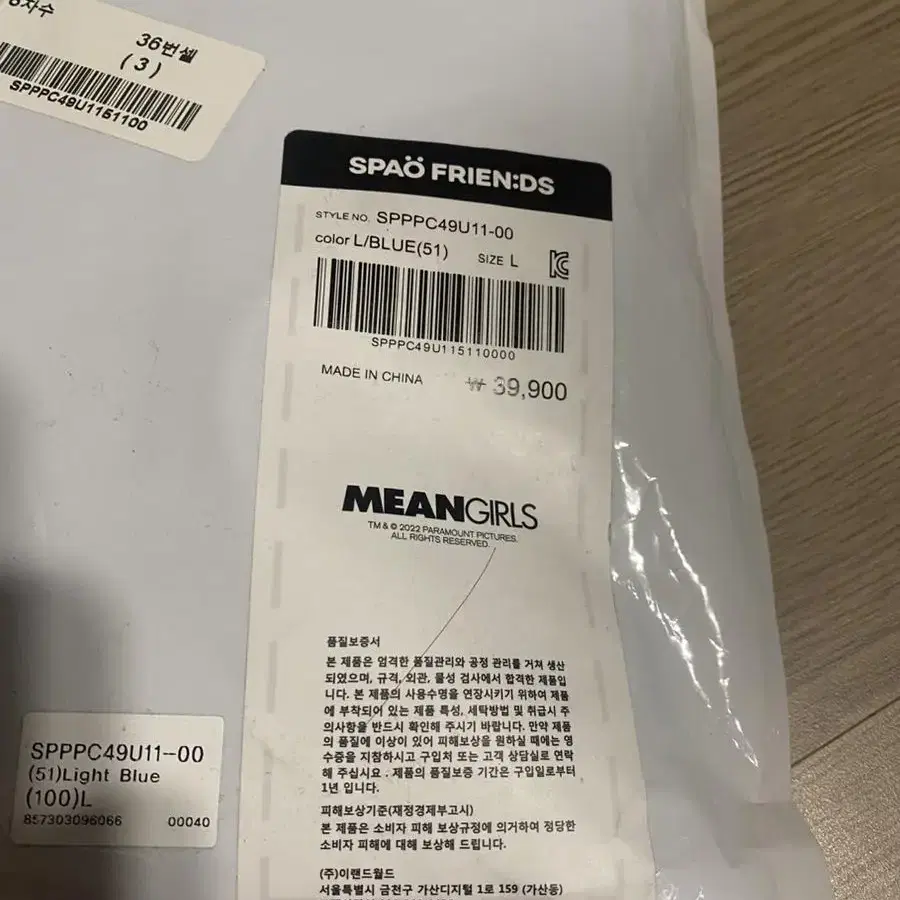 36번셀
(3)
SPPPC49U1151100
SPAÖ FRIEN:DS
STYLE NO. SPPPC49U11-00
color L/BLUE(51) SIZE L
SPPPC49U115110000
MADE IN CHINA ₩ 39,900
MEANGIRLS
TM & © 2022 PARAMOUNT PICTURES.
ALL RIGHTS RESERVED.
품질보증서
본 제품은 엄격한 품질관리와 공정 관리를 거쳐 생산
되였으며, 규격, 외관, 물성 검사에서 합격한 제품입
니다. 본 제품의 사용수명을 연장시키기 위하여 제품
에 부착되어 있는 제품 특성, 세탁방법 및 취급시 주
의사항을 반드시 확인해 주시기 바랍니다. 만약 제품
의 품질에 이상이 있어 피해보상을 원하실 때에는 영
수증을 지참하시고 구입처 또는 고객 상담실로 연락
해 주십시요 . 제품의 품질보증 기간은 구입일로부터
1년 입니다.
피해보상기준(재정경제부고시)
본 제품은 소비자 피해 보상규정에 의거하여 정당한
소비자 피해에 대해 보상해 드립니다.
(주)이랜드월드
서울특별시 금천구 가산디지털 1로 159 (가산동)
SPPPC49U11-00
(51)Light Blue
(100)L
857303096066 00040